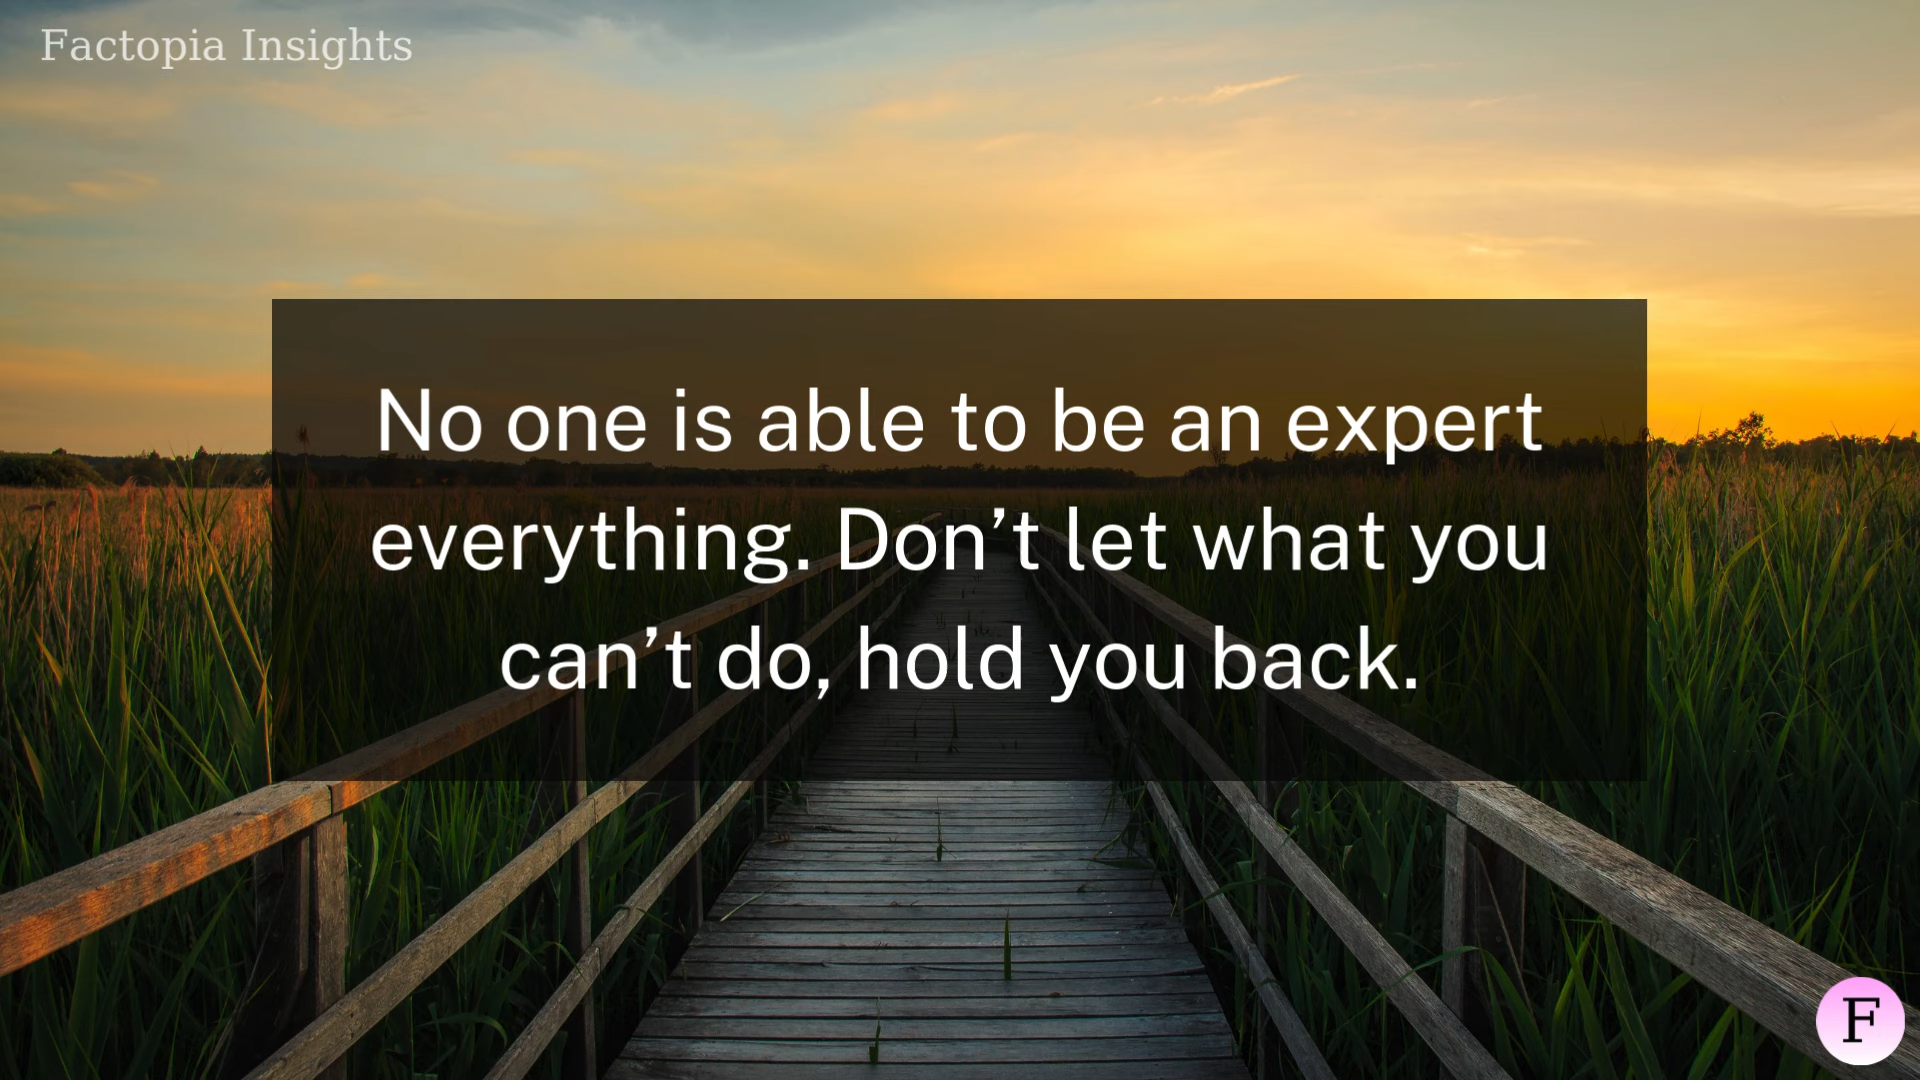 Factopia Insights
No one is able to be an expert
everything. Don’t let what you
can’t do, hold you back.
F